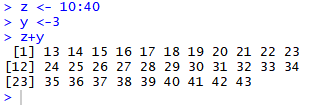 > z <- 10:40
> y <-3
> z+y
 [1] 13 14 15 16 17 18 19 20 21 22 23
[12] 24 25 26 27 28 29 30 31 32 33 34
[23] 35 36 37 38 39 40 41 42 43
>